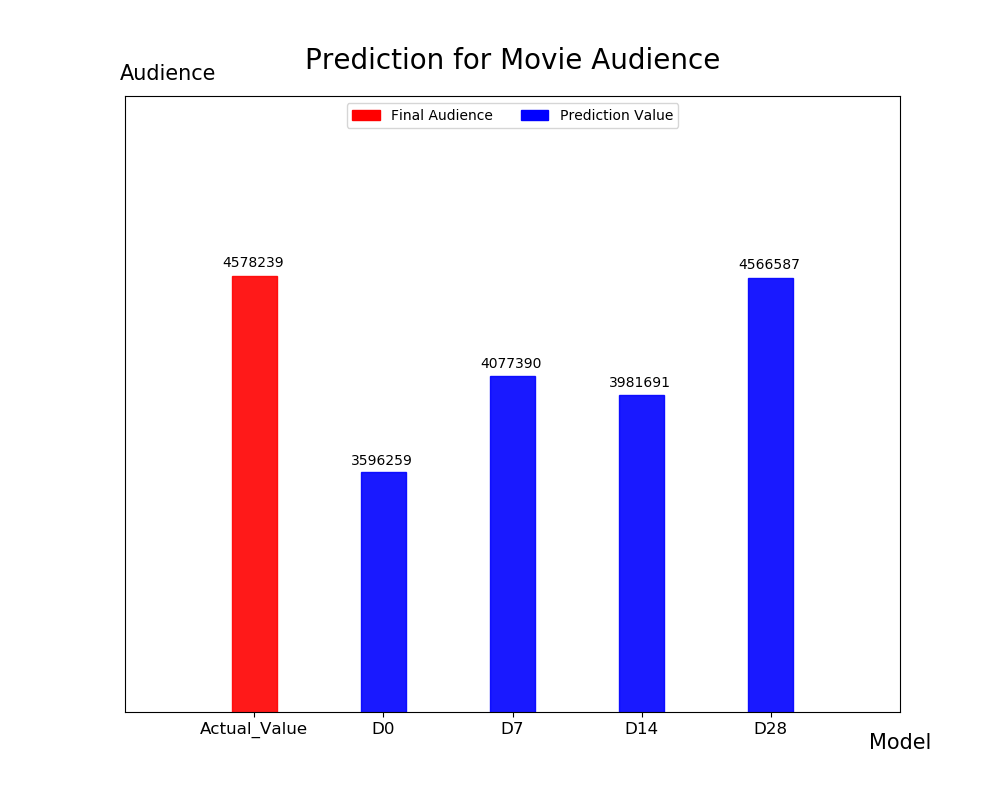 Prediction for Movie Audience
Audience
Final Audience Prediction Value
4578239
3596259
4077390
3981691
4566587
Actual_Value D0 D7 D14 D28
Model